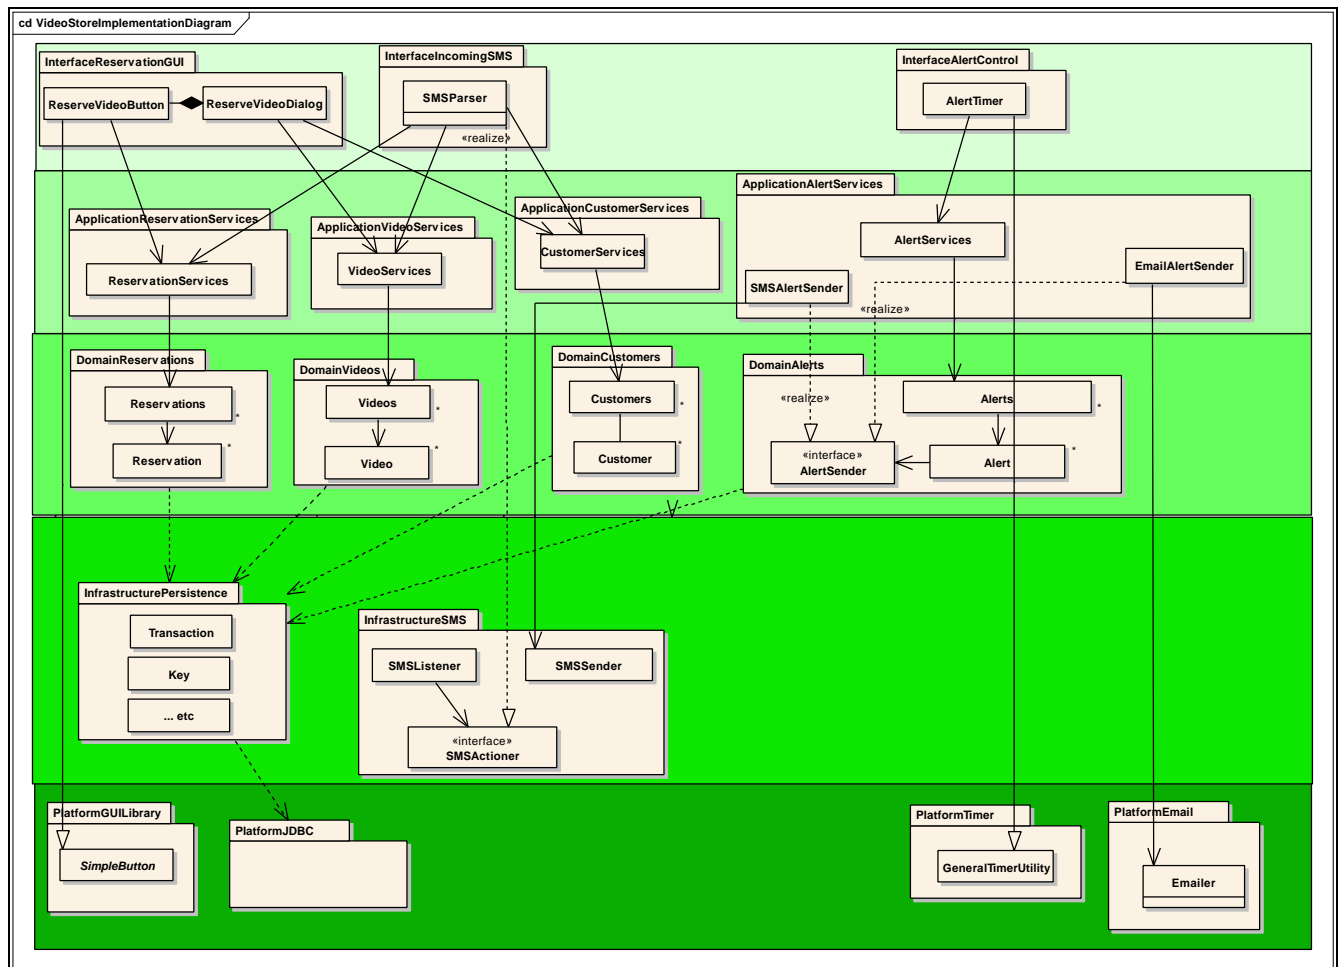 cd VideoStoreImplementationDiagram
InterfaceReservationGUI
ReserveVideoButton
ReserveVideoDialog
InterfaceIncomingSMS
SMSParser
«realize»
InterfaceAlertControl
AlertTimer
ApplicationReservationServices
ReservationServices
ApplicationVideoServices
VideoServices
ApplicationCustomerServices
CustomerServices
ApplicationAlertServices
AlertServices
SMSAlertSender
EmailAlertSender
«realize»
DomainReservations
Reservations
*
Reservation
*
DomainVideos
Videos
*
Video
*
DomainCustomers
Customers
*
Customer
*
DomainAlerts
«realize»
Alerts
*
«interface»
AlertSender
Alert
*
InfrastructurePersistence
Transaction
Key
... etc
InfrastructureSMS
SMSListener
SMSSender
«interface»
SMSActioner
PlatformGUILibrary
SimpleButton
PlatformJDBC
PlatformTimer
GeneralTimerUtility
PlatformEmail
Emailer